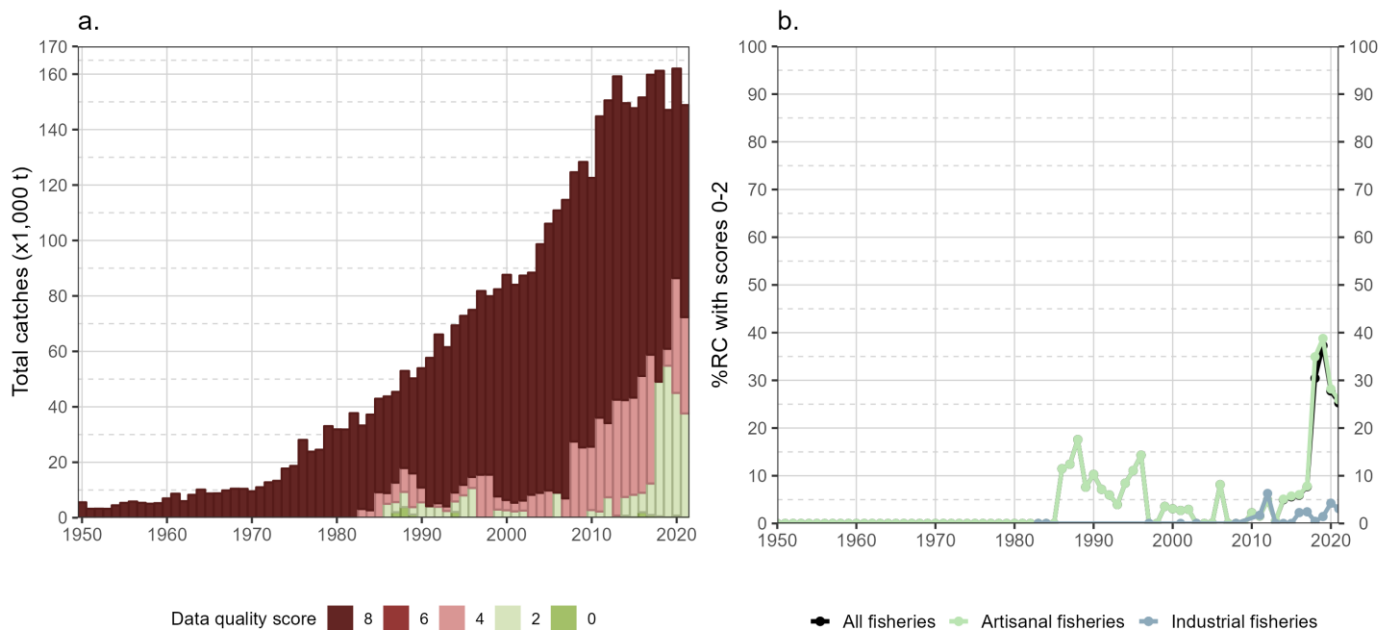 a.
Total catches (x1,000 t)
170
160
140
120
100
80
60
40
20
0
1950 1960 1970 1980 1990 2000 2010 2020
Data quality score 8 6 4 2 0
b.
%RC with scores 0-2
100 100
90 90
80 80
70 70
60 60
50 50
40 40
30 30
20 20
10 10
0 0
1950 1960 1970 1980 1990 2000 2010 2020
All fisheries Artisanal fisheries Industrial fisheries